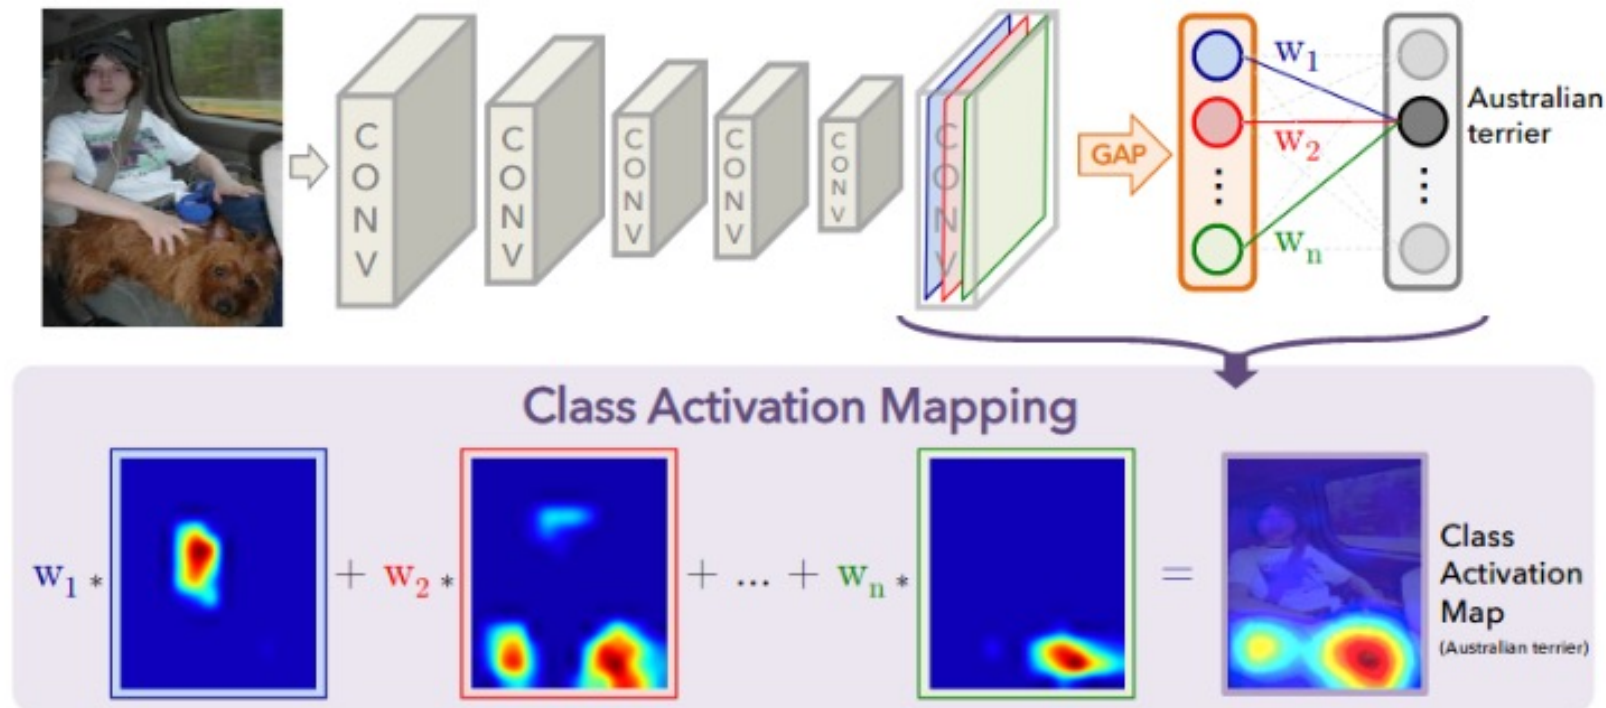 CONV
CONV
CONV
CONV
CONV
CONV
GAP
w1
w2
⋮
wn
⋮
Australian
terrier
Class Activation Mapping
w1 * + w2 * + ... + wn * =
Class
Activation
Map
(Australian terrier)